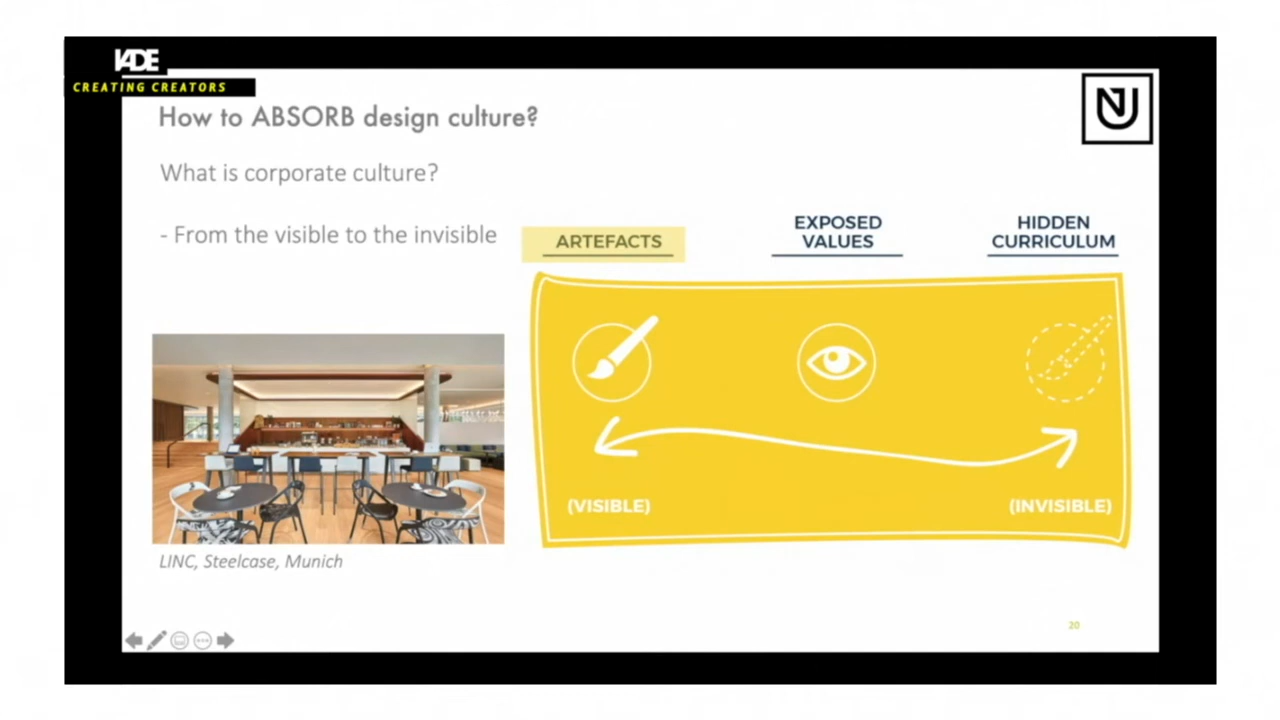 IADE
CREATING CREATORS
How to ABSORB design culture?
What is corporate culture?
- From the visible to the invisible
ARTEFACTS
EXPOSED
VALUES
HIDDEN
CURRICULUM
(VISIBLE)
(INVISIBLE)
LINC, Steelcase, Munich
20